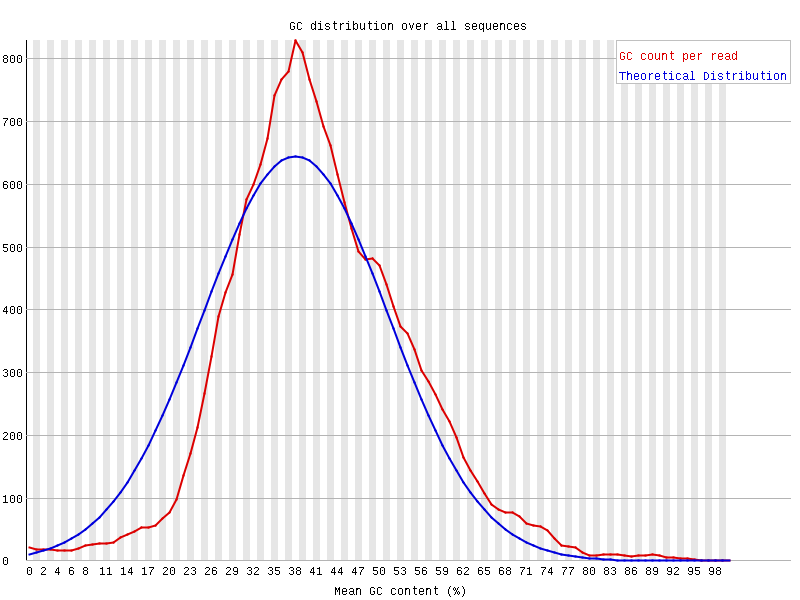 GC distribution over all sequences
GC count per read
Theoretical Distribution
800
700
600
500
400
300
200
100
0
0 2 4 6 8 11 14 17 20 23 26 29 32 35 38 41 44 47 50 53 56 59 62 65 68 71 74 77 80 83 86 89 92 95 98
Mean GC content (%)